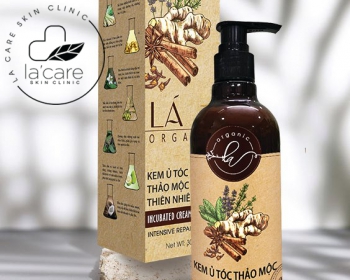 LA CARE SKIN CLINIC
la'care
SKIN CLINIC
LÁ
ORGA
KEM Ủ TÓC
THẢO MỘC
THIÊN NHIÊ
INCUBATED CREAM
INTENSIVE REPAI
Net Wt:
organic
la
KEM Ủ TÓC THẢO MỘC